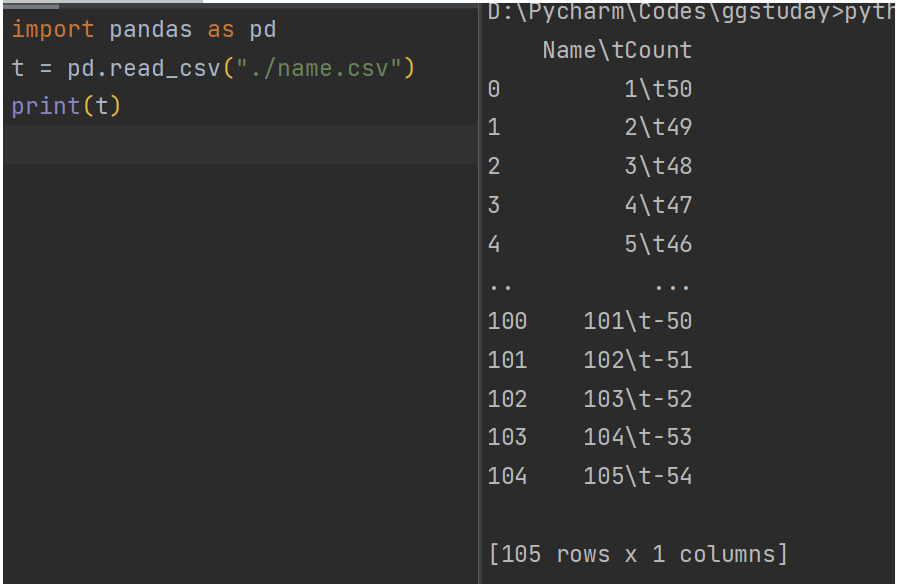 import pandas as pd
t = pd.read_csv("./name.csv")
print(t)
D:\Pycharm\Codes\ggstuday>pyth
Name\tCount
0 1\t50
1 2\t49
2 3\t48
3 4\t47
4 5\t46
.. ...
100 101\t-50
101 102\t-51
102 103\t-52
103 104\t-53
104 105\t-54
[105 rows x 1 columns]